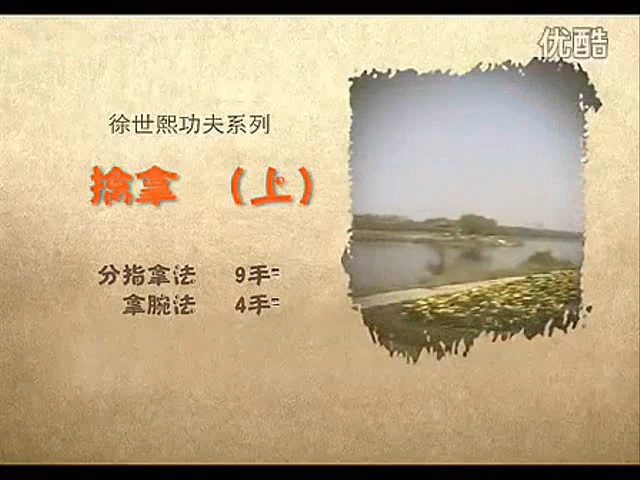 优酷
徐世熙功夫系列
擒拿 （上）
分指拿法 9手
拿腕法 4手